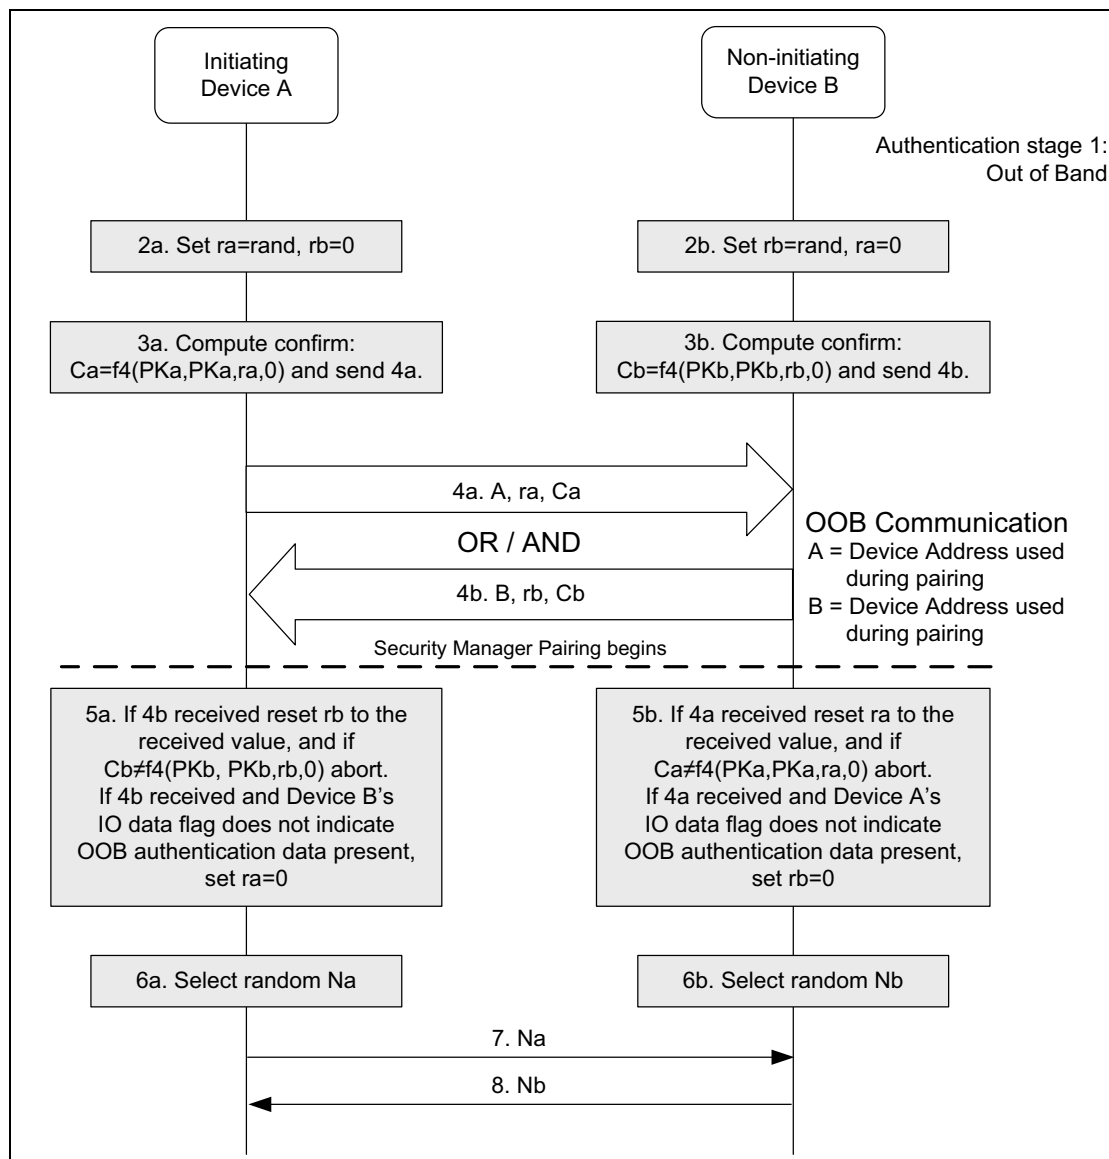 Initiating
Device A
Non-initiating
Device B
Authentication stage 1:
Out of Band
2a. Set ra=rand, rb=0
2b. Set rb=rand, ra=0
3a. Compute confirm:
Ca=f4(PKa,PKa,ra,0) and send 4a.
3b. Compute confirm:
Cb=f4(PKb,PKb,rb,0) and send 4b.
4a. A, ra, Ca
OR / AND
4b. B, rb, Cb
OOB Communication
A = Device Address used
during pairing
B = Device Address used
during pairing
Security Manager Pairing begins
5a. If 4b received reset rb to the
received value, and if
Cb≠f4(PKb, PKb,rb,0) abort.
If 4b received and Device B’s
IO data flag does not indicate
OOB authentication data present,
set ra=0
5b. If 4a received reset ra to the
received value, and if
Ca≠f4(PKa,PKa,ra,0) abort.
If 4a received and Device A’s
IO data flag does not indicate
OOB authentication data present,
set rb=0
6a. Select random Na
6b. Select random Nb
7. Na
8. Nb